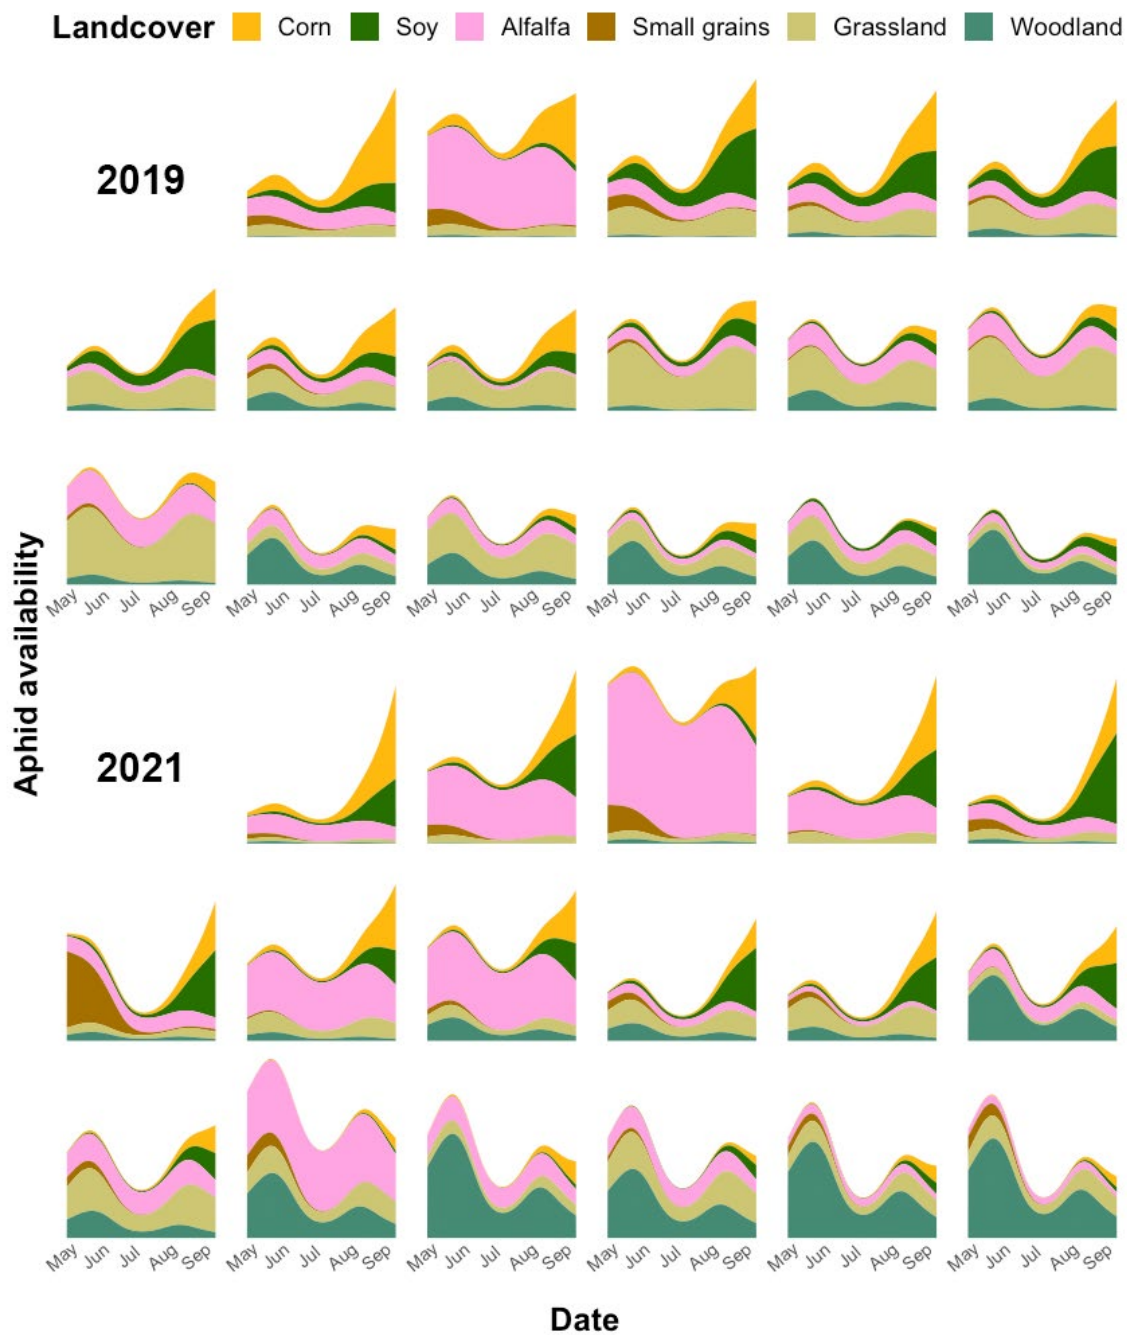 Landcover Corn Soy Alfalfa Small grains Grassland Woodland
2019
May Jun Jul Aug Sep May Jun Jul Aug Sep May Jun Jul Aug Sep May Jun Jul Aug Sep May Jun Jul Aug Sep May Jun Jul Aug Sep
Aphid availability
2021
May Jun Jul Aug Sep May Jun Jul Aug Sep May Jun Jul Aug Sep May Jun Jul Aug Sep May Jun Jul Aug Sep May Jun Jul Aug Sep
Date